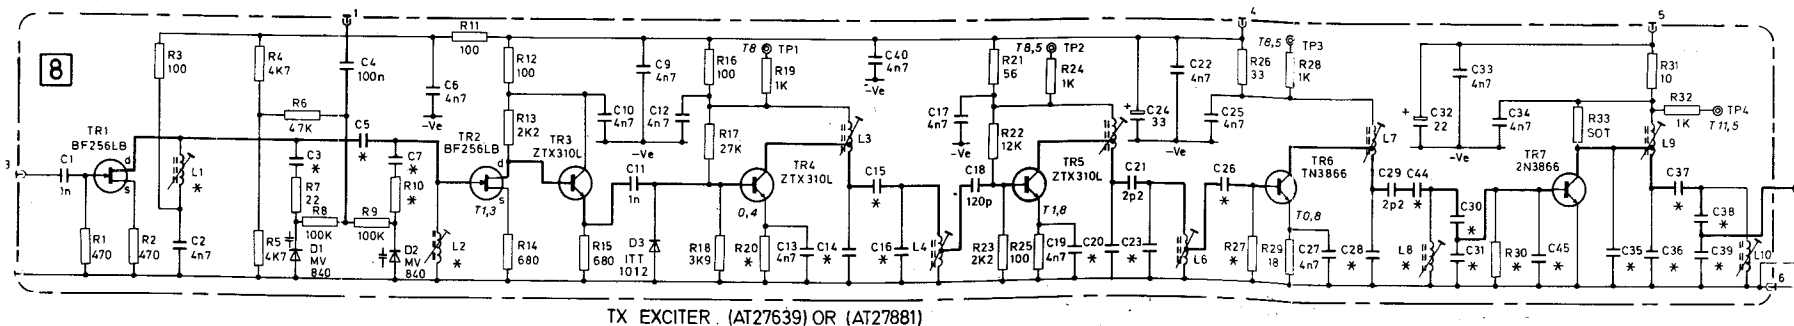 8
1
4
5
3
6
R3
100
R4
4K7
C4
100n
R6
47K
C6
4n7
-Ve
R11
100
R12
100
C9
4n7
R16
100
T8
TP1
R19
1K
C40
4n7
-Ve
R21
56
T8,5
TP2
R24
1K
C22
4n7
R26
33
T8,5
TP3
R28
1K
C33
4n7
R31
10
R32
1K
TP4
T11,5
TR1
BF256LB
d
s
C1
1n
R1
470
R2
470
L1
*
C2
4n7
C3
*
R7
22
R8
100K
R5
4K7
D1
MV
840
C5
*
C7
*
R10
*
R9
100K
D2
MV
840
TR2
BF256LB
d
s
T1,3
L2
*
R13
2K2
TR3
ZTX310L
C10
4n7
C12
4n7
-Ve
R14
680
R15
680
C11
1n
D3
ITT
1012
R17
27K
R18
3K9
TR4
ZTX310L
0,4
R20
*
C13
4n7
C14
*
L3
C15
*
C16
*
L4
C17
4n7
-Ve
C18
120p
R22
12K
R23
2K2
TR5
ZTX310L
T1,8
R25
100
C19
4n7
C20
*
C21
2p2
C23
*
+
C24
33
-Ve
C25
4n7
L6
C26
*
R27
*
TR6
TN3866
T0,8
R29
18
C27
4n7
C28
*
L7
C29
2p2
C44
*
L8
*
C30
*
C31
*
+
C32
22
-Ve
C34
4n7
R33
SOT
TR7
2N3866
R30
*
C45
*
C35
*
L9
C36
*
C37
*
C38
*
C39
*
L10
TX EXCITER. (AT27639) OR (AT27881)